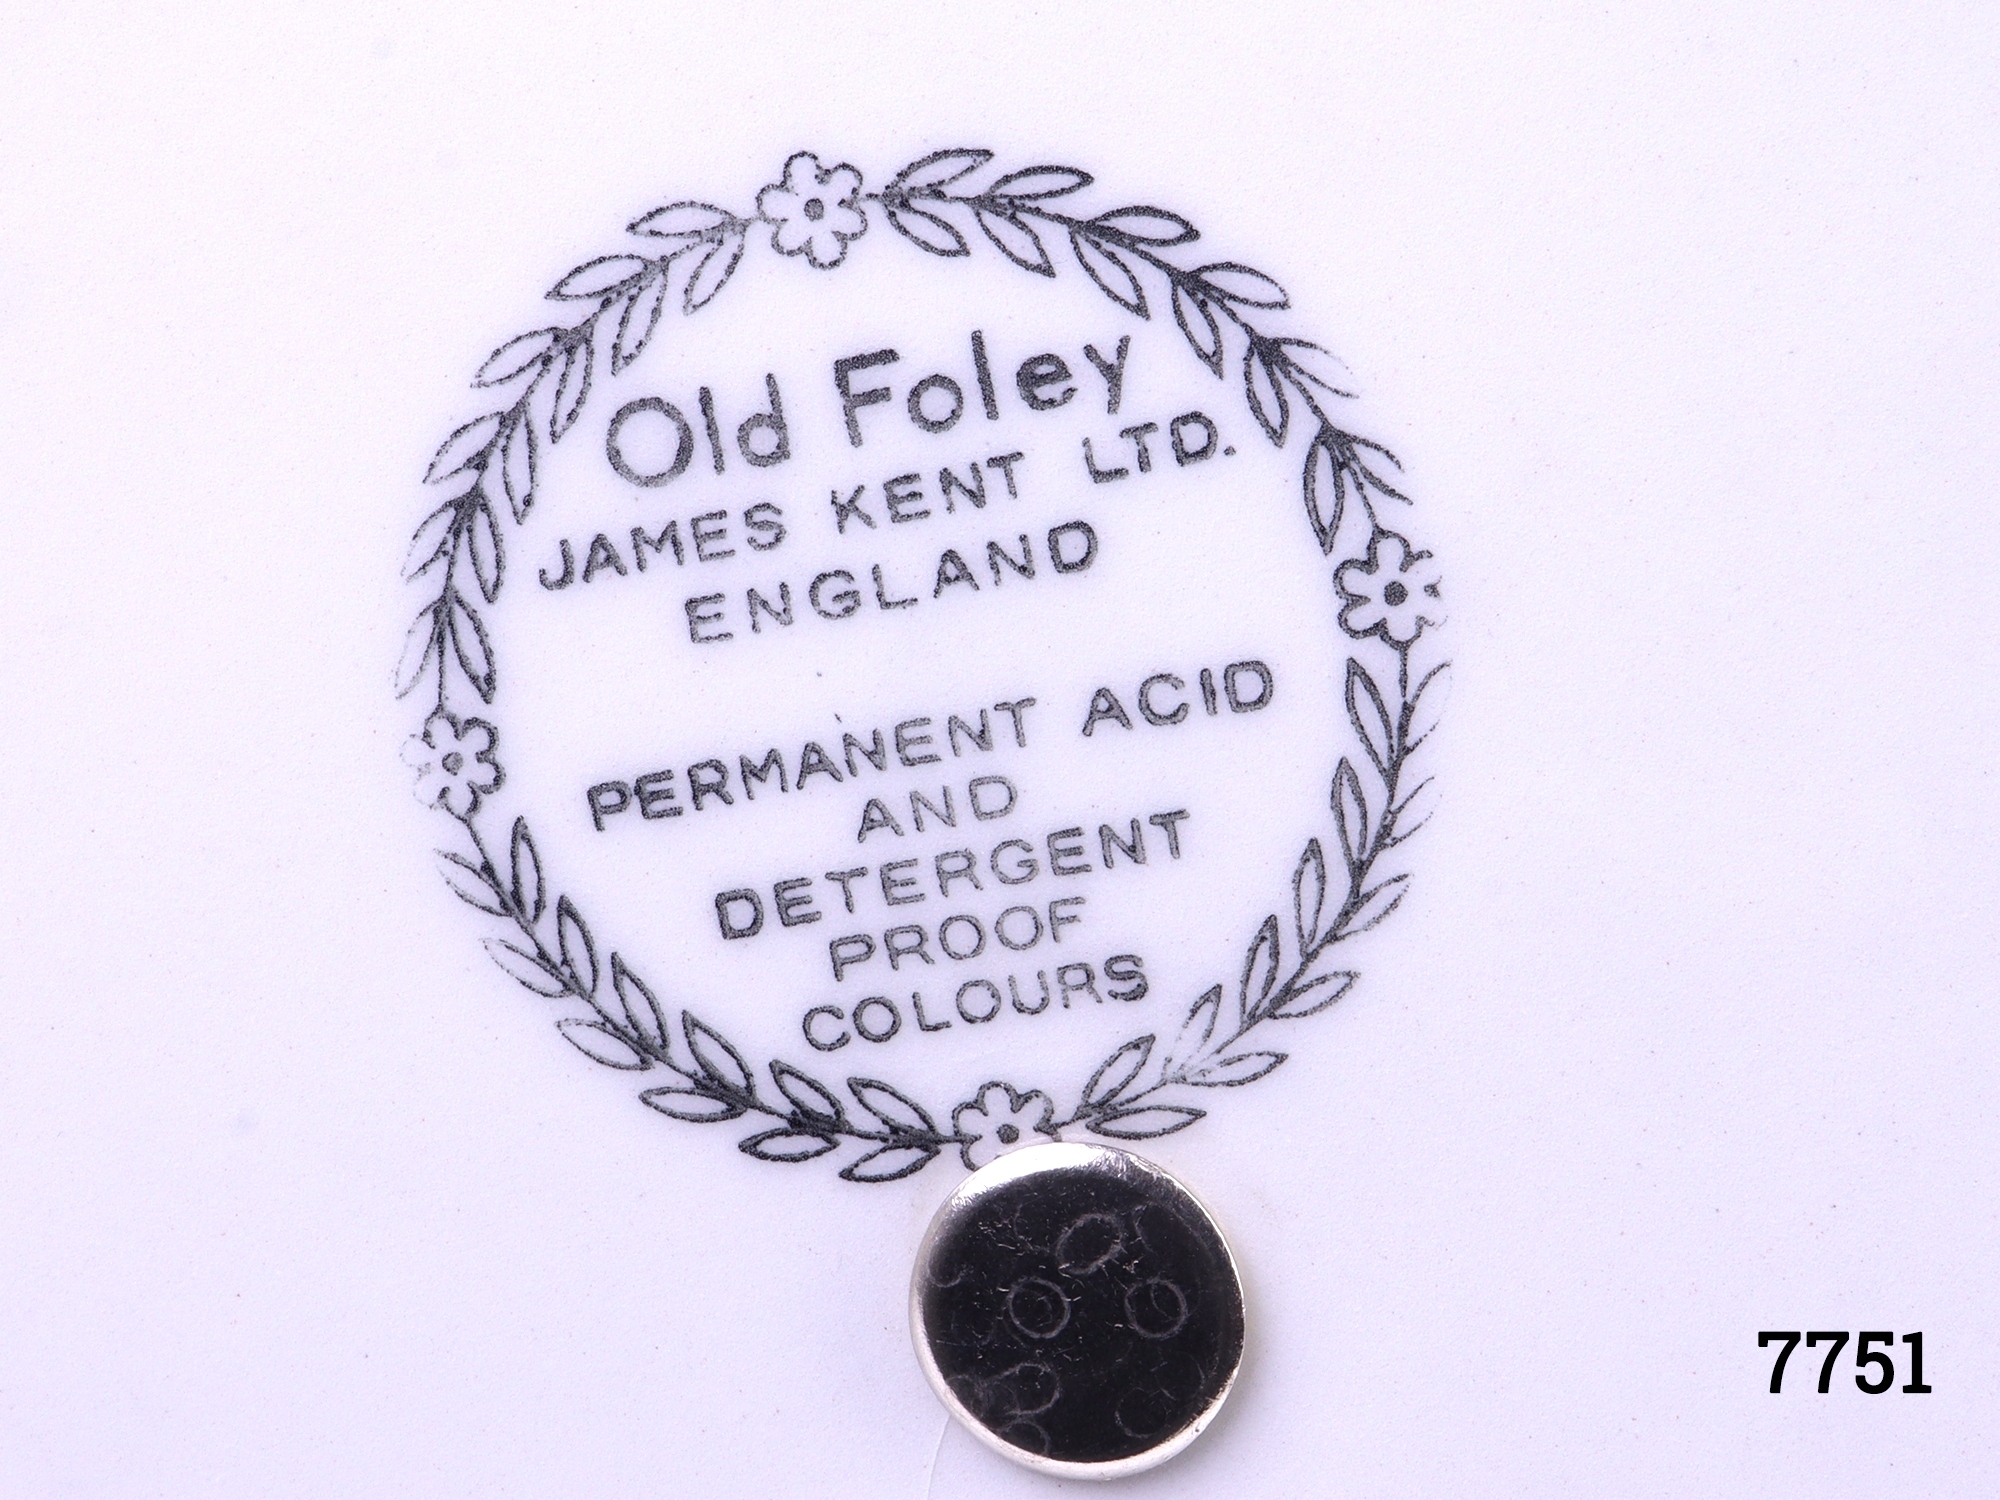 Old Foley
JAMES KENT LTD.
ENGLAND
PERMANENT ACID
AND
DETERGENT
PROOF
COLOURS
7751